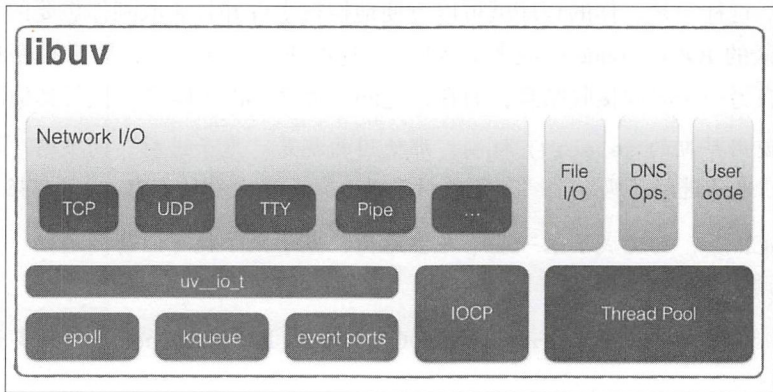 libuv
Network I/O
TCP
UDP
TTY
Pipe
...
File
I/O
DNS
Ops.
User
code
uv__io_t
IOCP
Thread Pool
epoll
kqueue
event ports